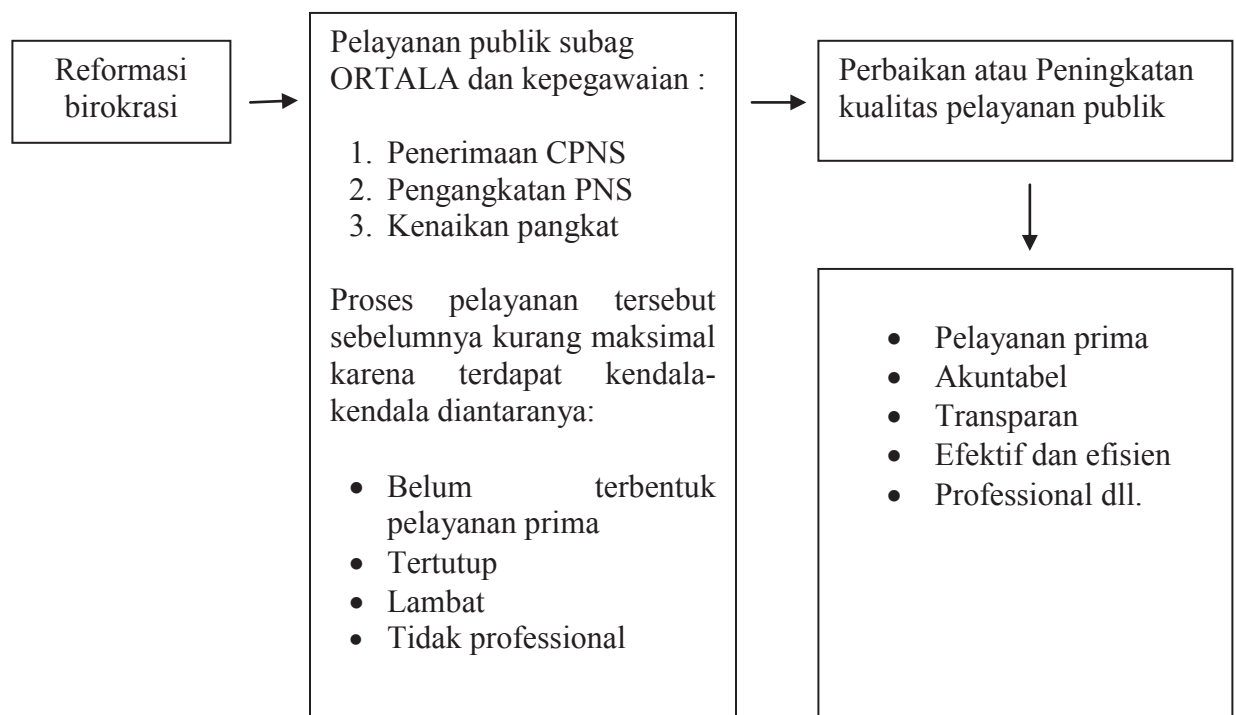 Reformasi
birokrasi
Pelayanan publik subag
ORTALA dan kepegawaian :
1. Penerimaan CPNS
2. Pengangkatan PNS
3. Kenaikan pangkat
Proses pelayanan tersebut
sebelumnya kurang maksimal
karena terdapat kendala-
kendala diantaranya:
• Belum terbentuk
pelayanan prima
• Tertutup
• Lambat
• Tidak professional
Perbaikan atau Peningkatan
kualitas pelayanan publik
• Pelayanan prima
• Akuntabel
• Transparan
• Efektif dan efisien
• Professional dll.